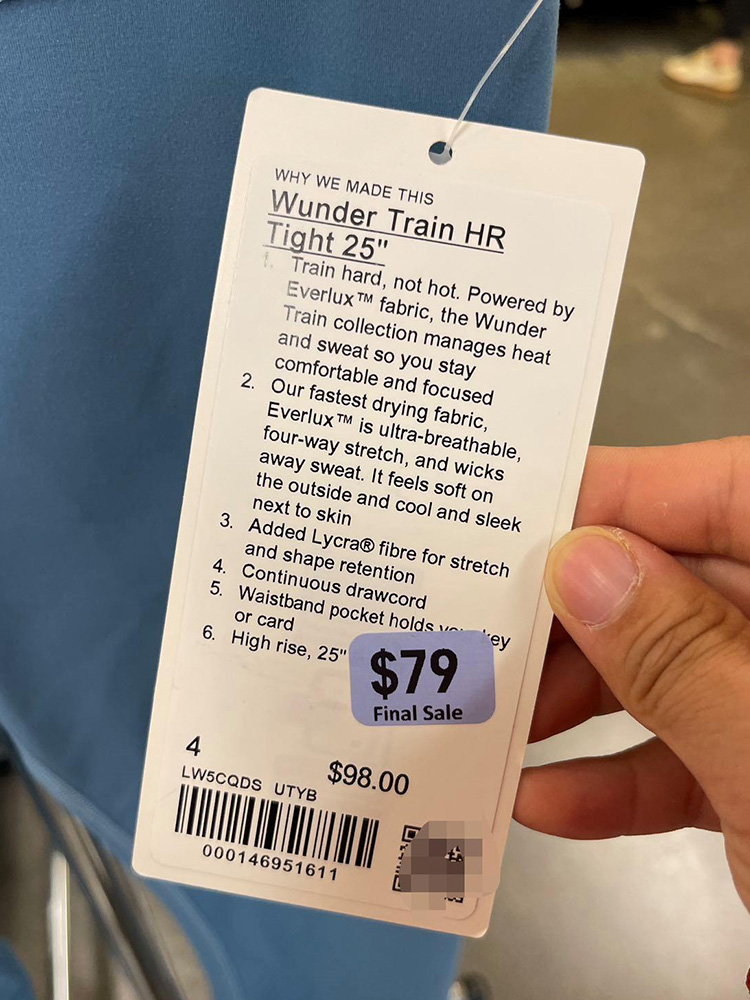 WHY WE MADE THIS
Wunder Train HR
Tight 25"
1. Train hard, not hot. Powered by
Everlux™ fabric, the Wunder
Train collection manages heat
and sweat so you stay
comfortable and focused
2. Our fastest drying fabric,
Everlux™ is ultra-breathable,
four-way stretch, and wicks
away sweat. It feels soft on
the outside and cool and sleek
next to skin
3. Added Lycra® fibre for stretch
and shape retention
4. Continuous drawcord
5. Waistband pocket holds key
or card
6. High rise, 25"
$79
Final Sale
4
$98.00
LW5CQDS UTYB
000146951611